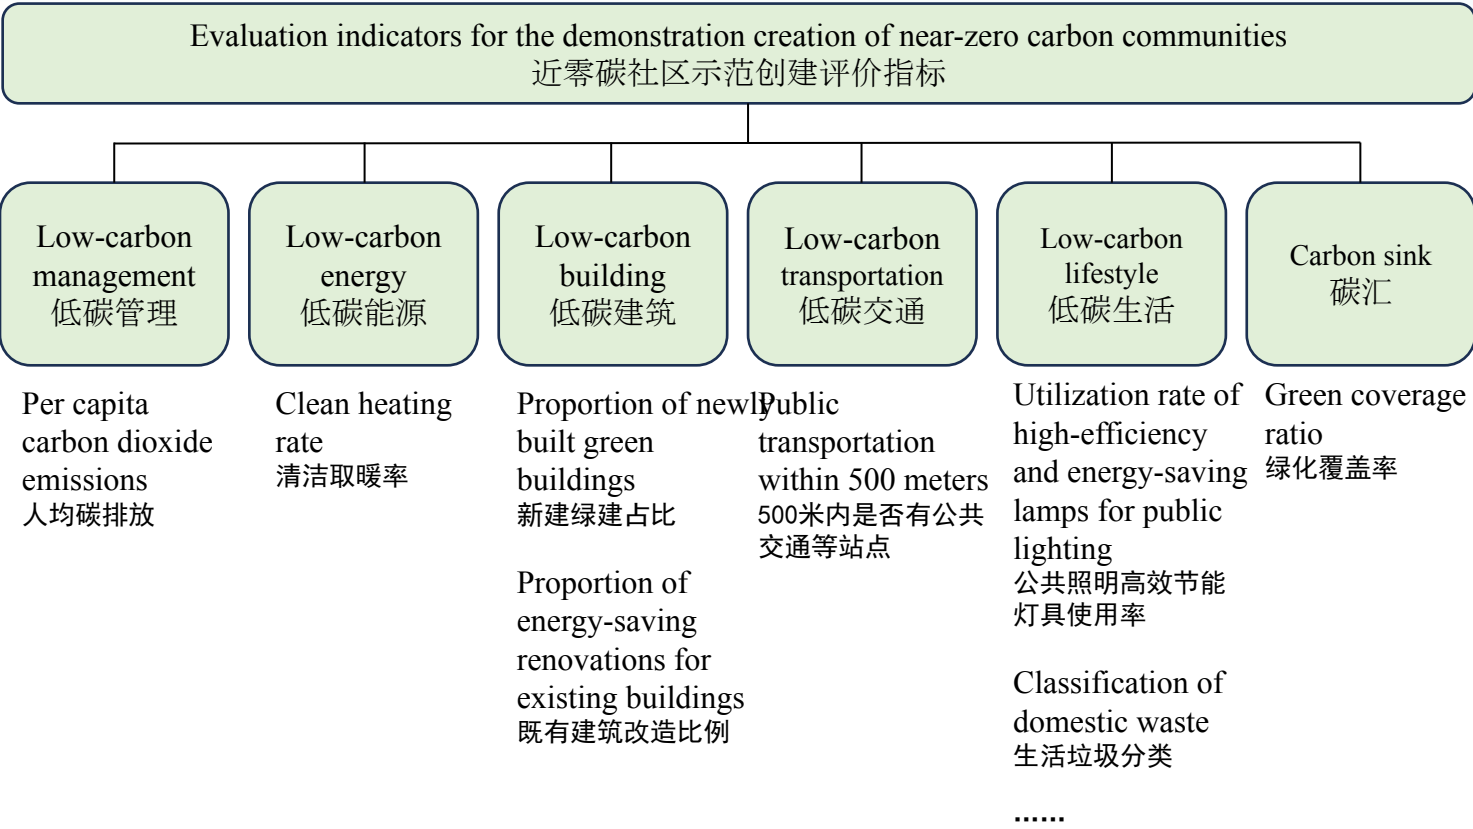 Evaluation indicators for the demonstration creation of near-zero carbon communities
近零碳社区示范创建评价指标
Low-carbon
management
低碳管理
Low-carbon
energy
低碳能源
Low-carbon
building
低碳建筑
Low-carbon
transportation
低碳交通
Low-carbon
lifestyle
低碳生活
Carbon sink
碳汇
Per capita
carbon dioxide
emissions
人均碳排放
Clean heating
rate
清洁取暖率
Proportion of newly
built green
buildings
新建绿建占比
Proportion of
energy-saving
renovations for
existing buildings
既有建筑改造比例
Public
transportation
within 500 meters
500米内是否有公共
交通等站点
Utilization rate of
high-efficiency
and energy-saving
lamps for public
lighting
公共照明高效节能
灯具使用率
Classification of
domestic waste
生活垃圾分类
......
Green coverage
ratio
绿化覆盖率